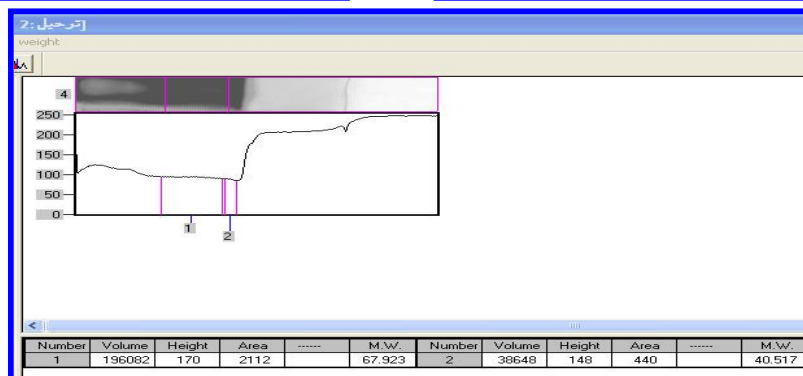 [ترحيل:2
weight
4
250
200
150
100
50
0
1
2
Number Volume Height Area ------ M.W. Number Volume Height Area ------ M.W.
1 196082 170 2112 67.923 2 38648 148 440 40.517